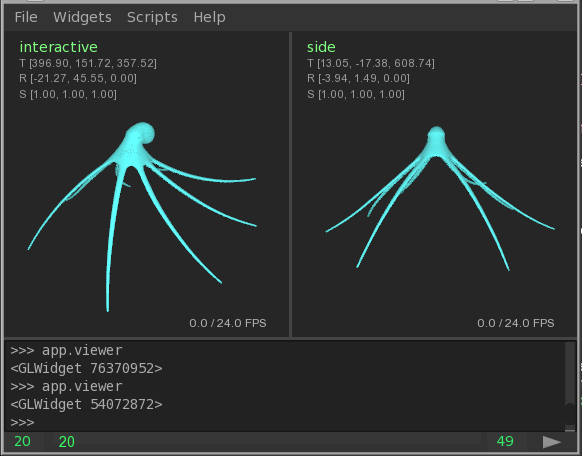 File Widgets Scripts Help
interactive
T [396.90, 151.72, 357.52]
R [-21.27, 45.55, 0.00]
S [1.00, 1.00, 1.00]
0.0 / 24.0 FPS
side
T [13.05, -17.38, 608.74]
R [-3.94, 1.49, 0.00]
S [1.00, 1.00, 1.00]
0.0 / 24.0 FPS
>>> app.viewer
<GLWidget 76370952>
>>> app.viewer
<GLWidget 54072872>
>>>
20 20 49